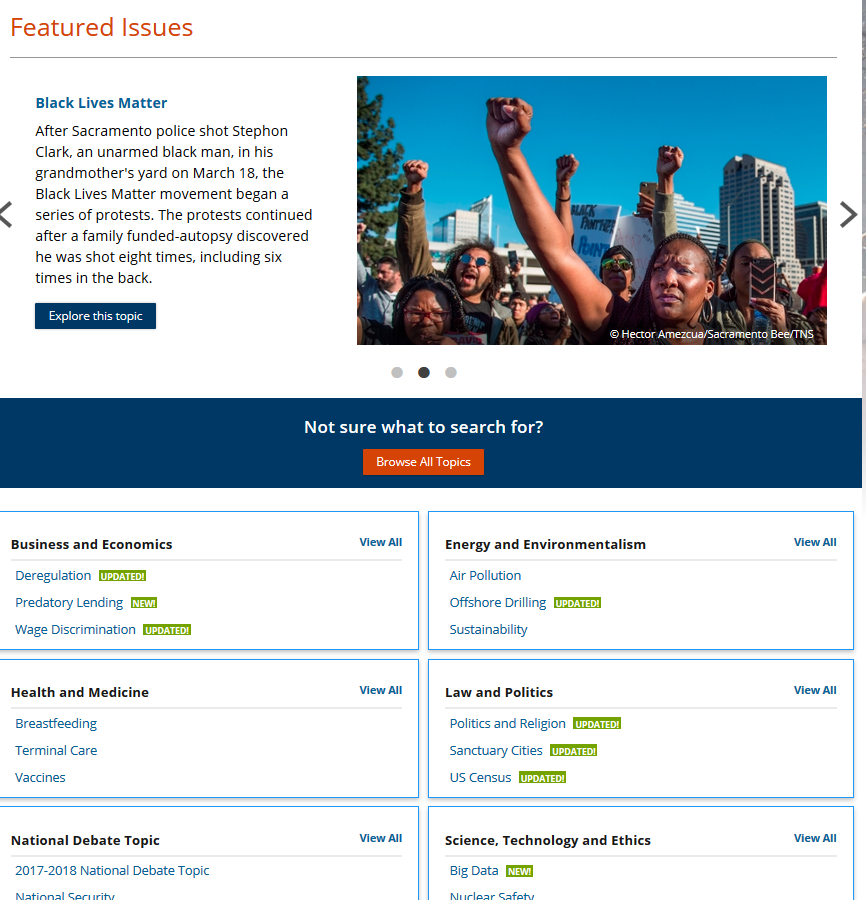 Featured Issues
Black Lives Matter
After Sacramento police shot Stephon
Clark, an unarmed black man, in his
grandmother's yard on March 18, the
Black Lives Matter movement began a
series of protests. The protests continued
after a family funded-autopsy discovered
he was shot eight times, including six
times in the back.
Explore this topic
BLACK
PANTHER
POINT
© Hector Amezcua/Sacramento Bee/TNS
Not sure what to search for?
Browse All Topics
Business and Economics View All
Deregulation UPDATED!
Predatory Lending NEW!
Wage Discrimination UPDATED!
Energy and Environmentalism View All
Air Pollution
Offshore Drilling UPDATED!
Sustainability
Health and Medicine View All
Breastfeeding
Terminal Care
Vaccines
Law and Politics View All
Politics and Religion UPDATED!
Sanctuary Cities UPDATED!
US Census UPDATED!
National Debate Topic View All
2017-2018 National Debate Topic
National Security
Science, Technology and Ethics View All
Big Data NEW!
Nuclear Safety